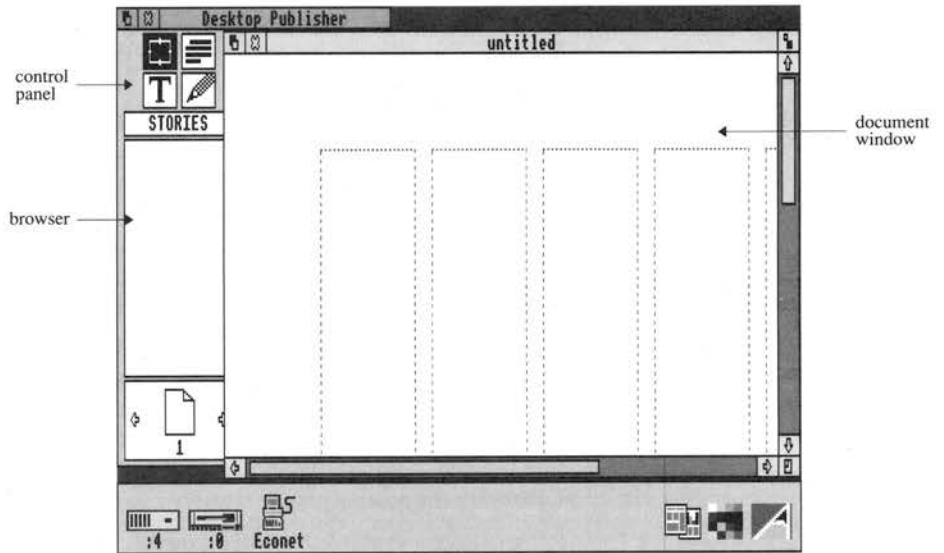 Desktop Publisher
untitled
control
panel
T
STORIES
document
window
browser
1
:4 :0 Econet